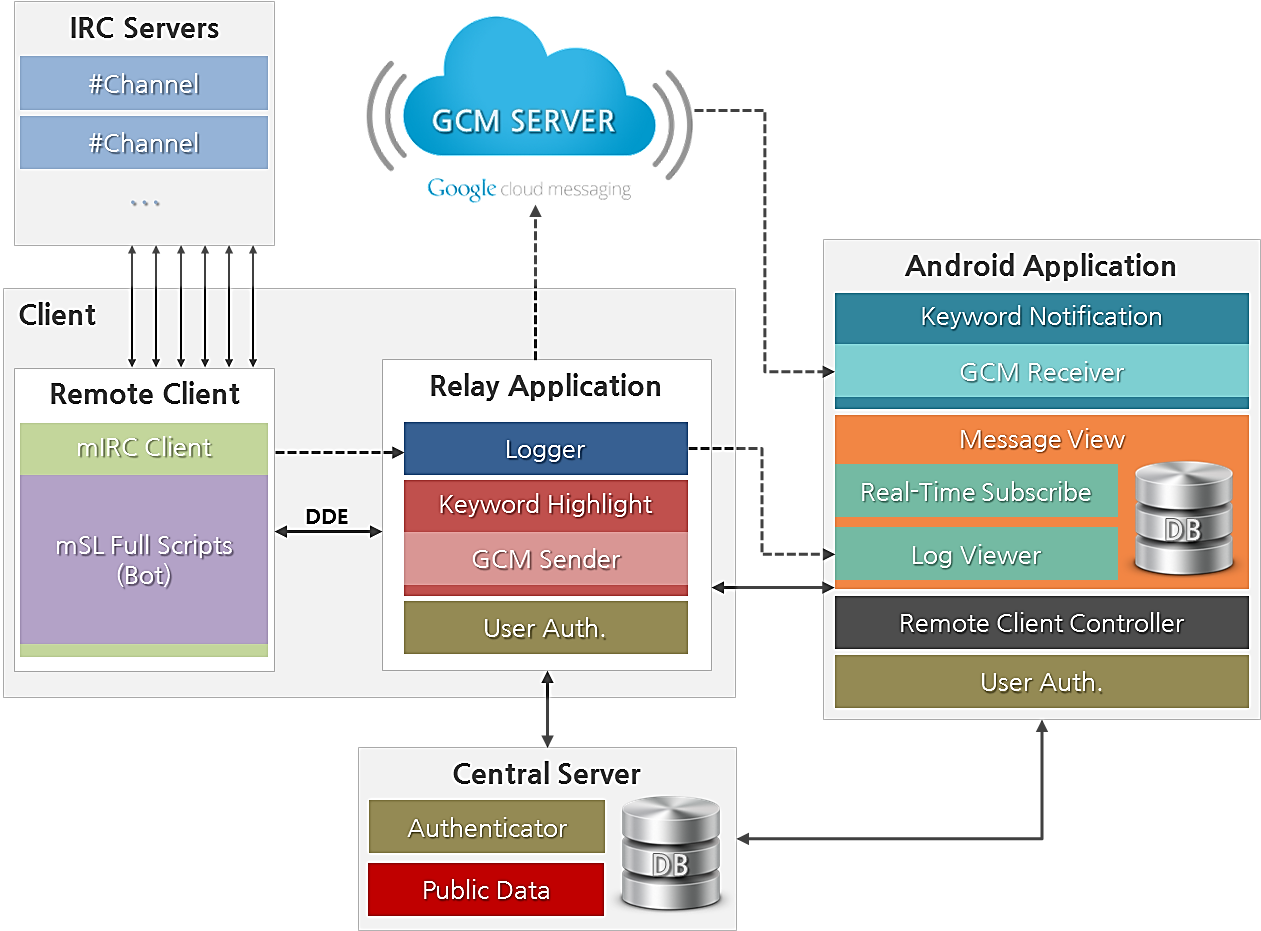 IRC Servers
#Channel
#Channel
...
GCM SERVER
Google cloud messaging
Client
Remote Client
mIRC Client
mSL Full Scripts
(Bot)
DDE
Relay Application
Logger
Keyword Highlight
GCM Sender
User Auth.
Android Application
Keyword Notification
GCM Receiver
Message View
Real-Time Subscribe
Log Viewer
DB
Remote Client Controller
User Auth.
Central Server
Authenticator
Public Data
DB